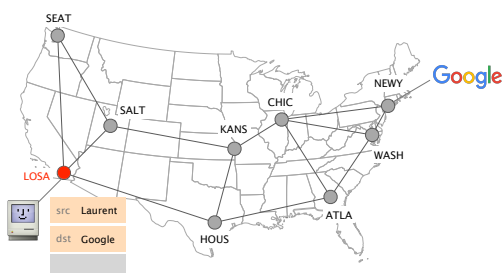 SEAT
Google
NEWY
CHIC
SALT
KANS
WASH
LOSA
src Laurent
ATLA
dst Google
HOUS